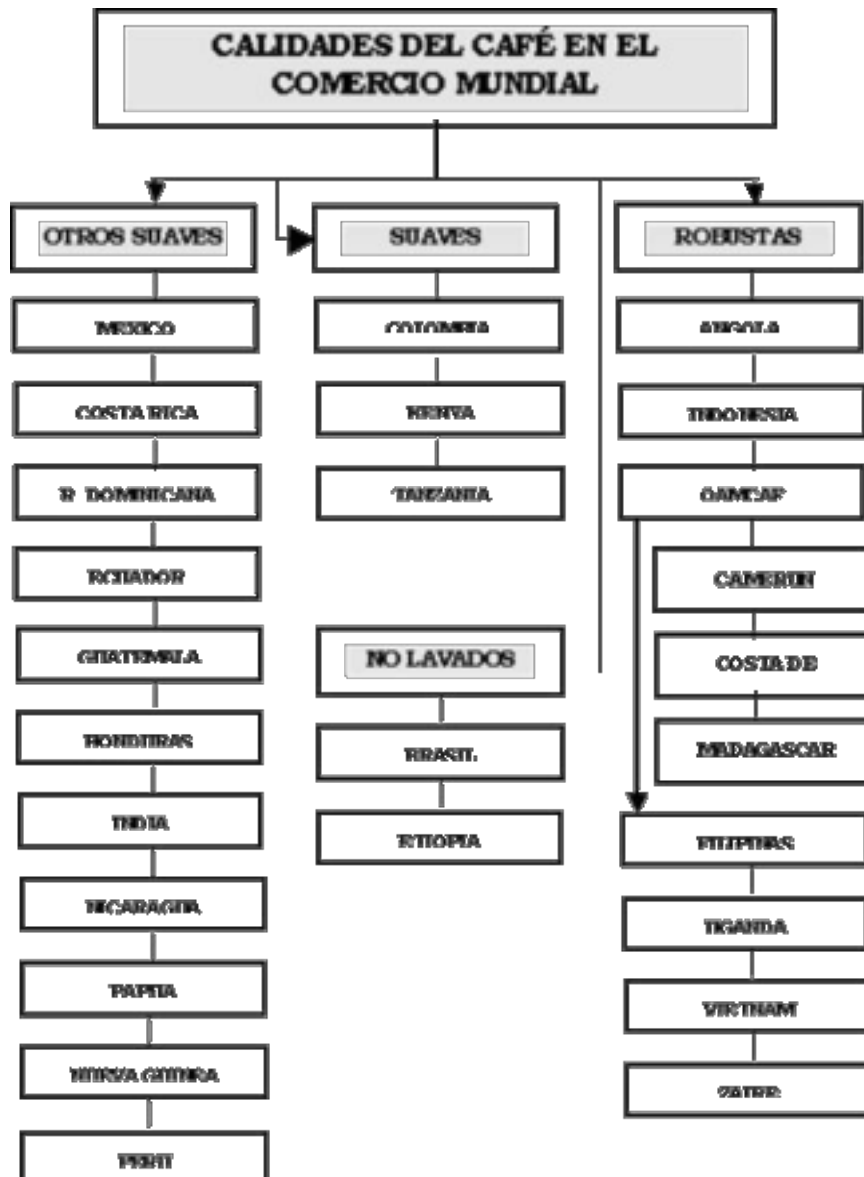 CALIDADES DEL CAFÉ EN EL
COMERCIO MUNDIAL
OTROS SUAVES
MEXICO
COSTA RICA
R DOMINICANA
ECUADOR
GUATEMALA
HONDURAS
INDIA
NICARAGUA
PAPUA
NUEVA GUINEA
PERU
SUAVES
COLOMBIA
KENYA
TANZANIA
NO LAVADOS
BRASIL
ETIOPIA
ROBUSTAS
ANGOLA
INDONESIA
OAMCAF
CAMERUN
COSTA DE
MADAGASCAR
FILIPINAS
UGANDA
VIETNAM
ZAIRE